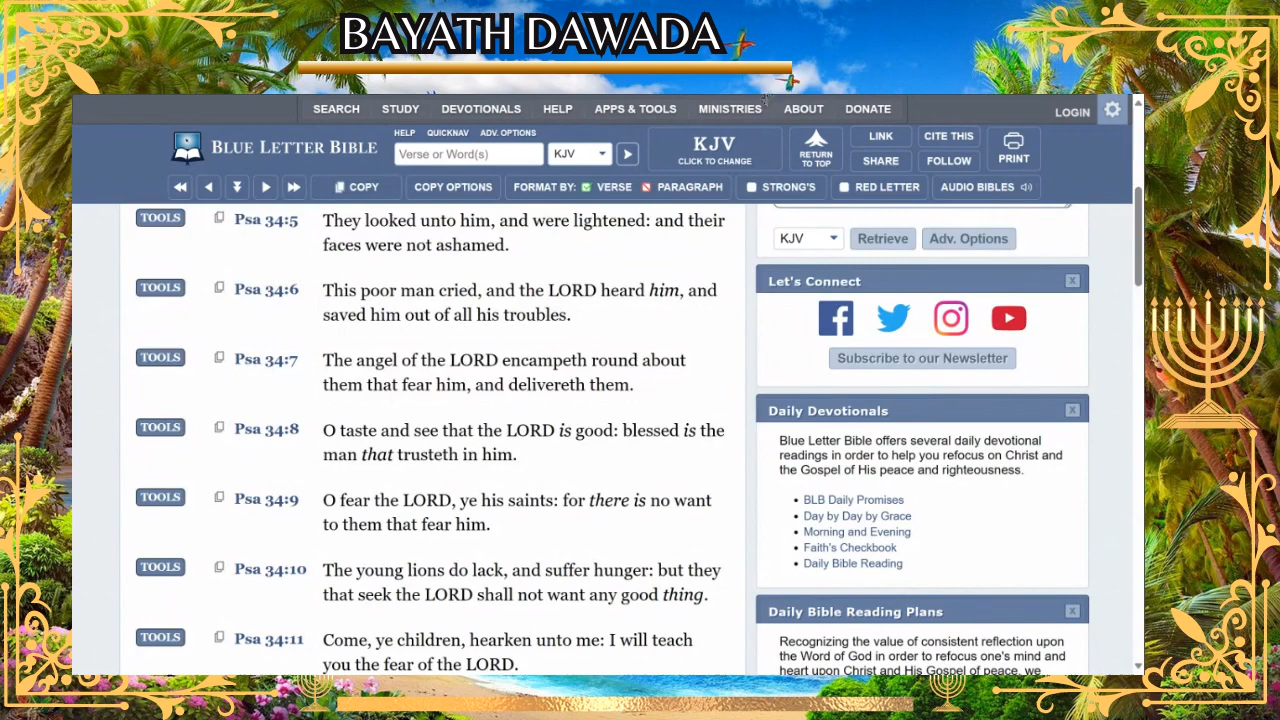 BAYATH DAWADA
SEARCH STUDY DEVOTIONALS HELP APPS & TOOLS MINISTRIES ABOUT DONATE LOGIN
BLUE LETTER BIBLE
HELP QUICKNAV ADV. OPTIONS
Verse or Word(s) KJV
KJV
CLICK TO CHANGE
RETURN
TO TOP
LINK CITE THIS
SHARE FOLLOW
PRINT
COPY COPY OPTIONS FORMAT BY: VERSE PARAGRAPH STRONG'S RED LETTER AUDIO BIBLES
TOOLS Psa 34:5 They looked unto him, and were lightened: and their
faces were not ashamed.
TOOLS Psa 34:6 This poor man cried, and the LORD heard him, and
saved him out of all his troubles.
TOOLS Psa 34:7 The angel of the LORD encampeth round about
them that fear him, and delivereth them.
TOOLS Psa 34:8 O taste and see that the LORD is good: blessed is the
man that trusteth in him.
TOOLS Psa 34:9 O fear the LORD, ye his saints: for there is no want
to them that fear him.
TOOLS Psa 34:10 The young lions do lack, and suffer hunger: but they
that seek the LORD shall not want any good thing.
TOOLS Psa 34:11 Come, ye children, hearken unto me: I will teach
you the fear of the LORD.
KJV Retrieve Adv. Options
Let's Connect X
Subscribe to our Newsletter
Daily Devotionals X
Blue Letter Bible offers several daily devotional
readings in order to help you refocus on Christ and
the Gospel of His peace and righteousness.
• BLB Daily Promises
• Day by Day by Grace
• Morning and Evening
• Faith's Checkbook
• Daily Bible Reading
Daily Bible Reading Plans X
Recognizing the value of consistent reflection upon
the Word of God in order to refocus one's mind and
heart upon Christ and His Gospel of peace, we